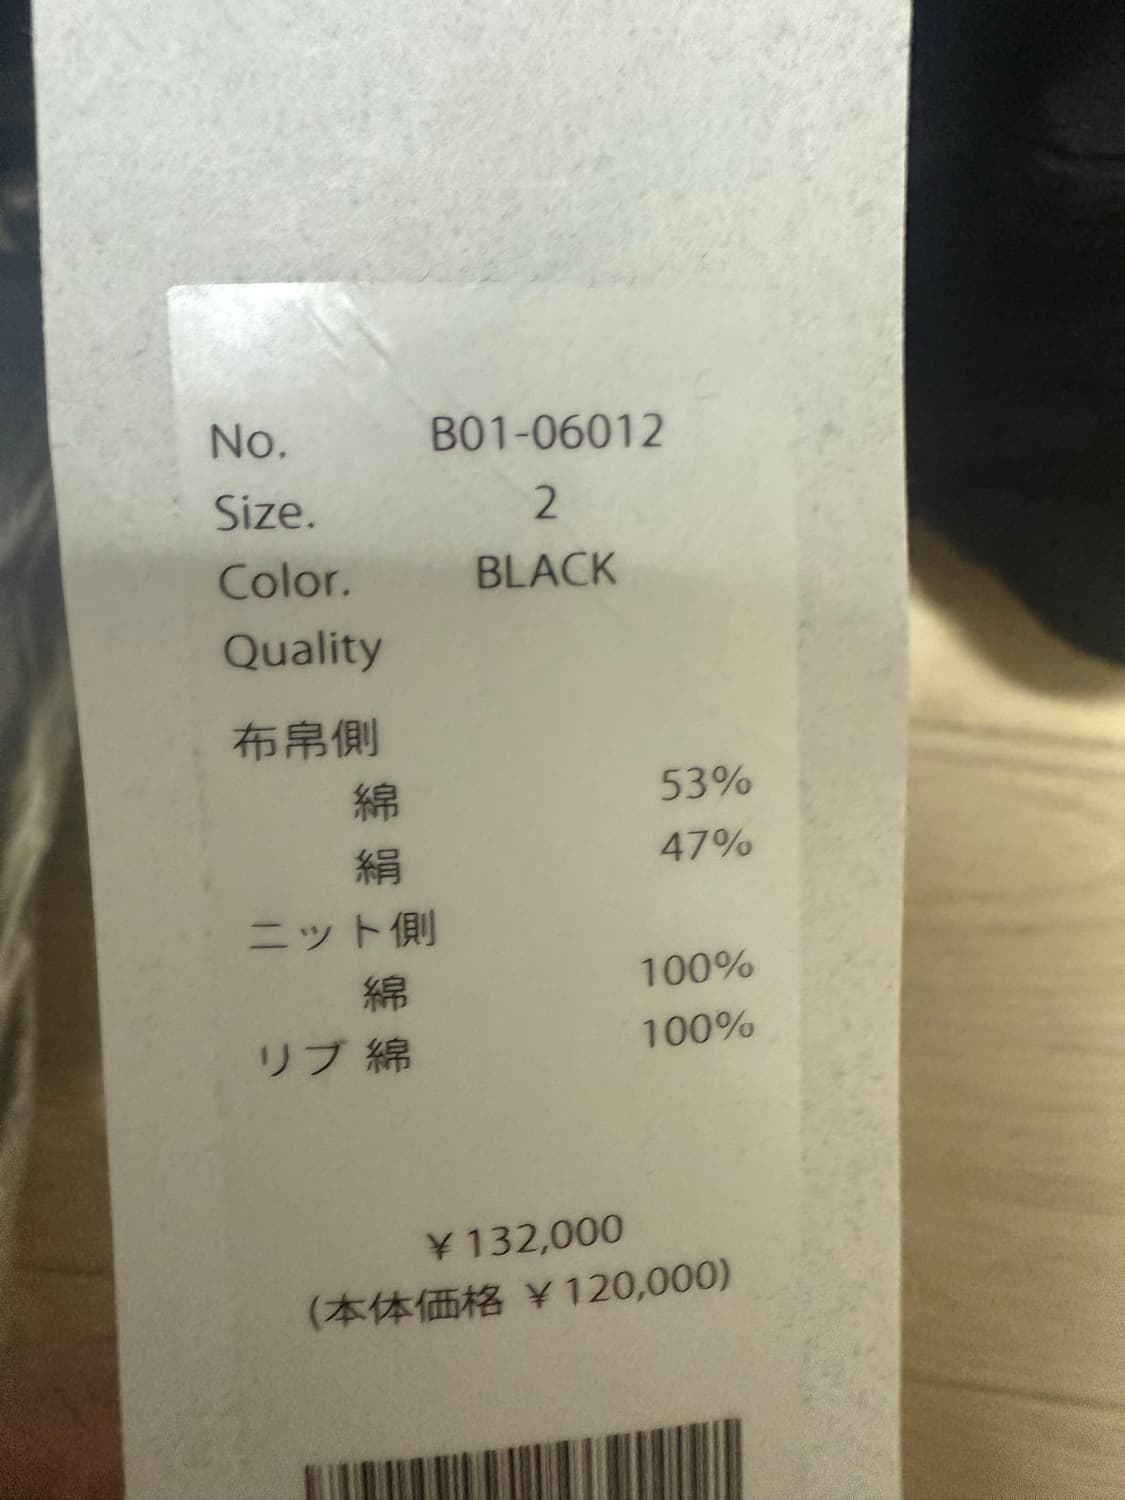 No. B01-06012
Size. 2
Color. BLACK
Quality
布帛側
綿 53%
絹 47%
ニット側
綿 100%
リブ 綿 100%
¥132,000
(本体価格 ¥120,000)